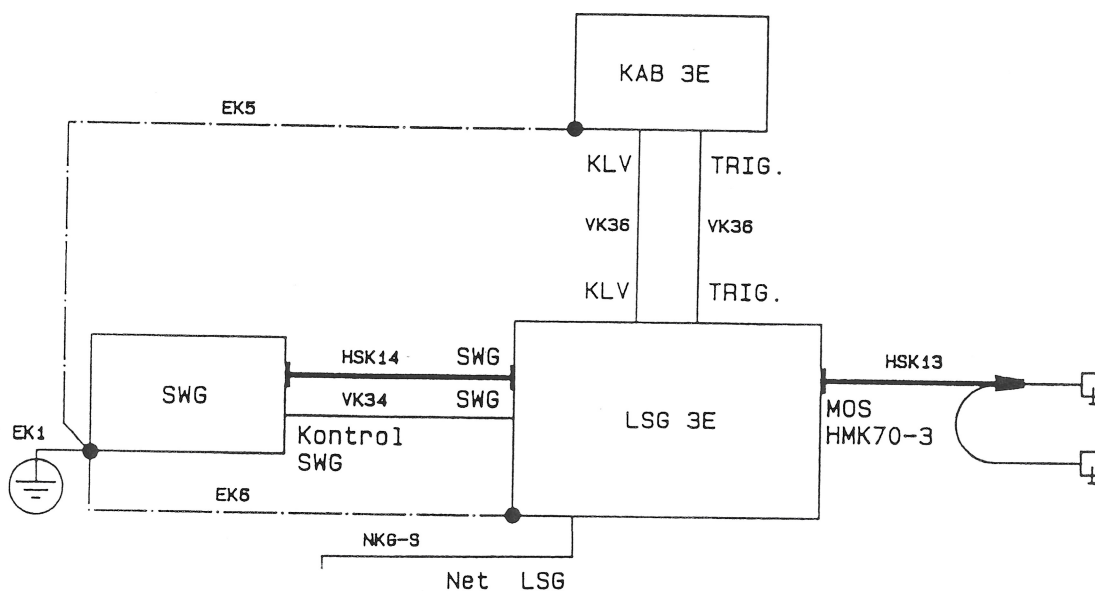 KAB 3E
EK5
KLV TRIG.
VK36 VK36
KLV TRIG.
HSK14 SWG
HSK13
SWG
VK34 SWG
LSG 3E
MOS
HMK70-3
EK1
Kontrol
SWG
EK6
NKG-S
Net LSG